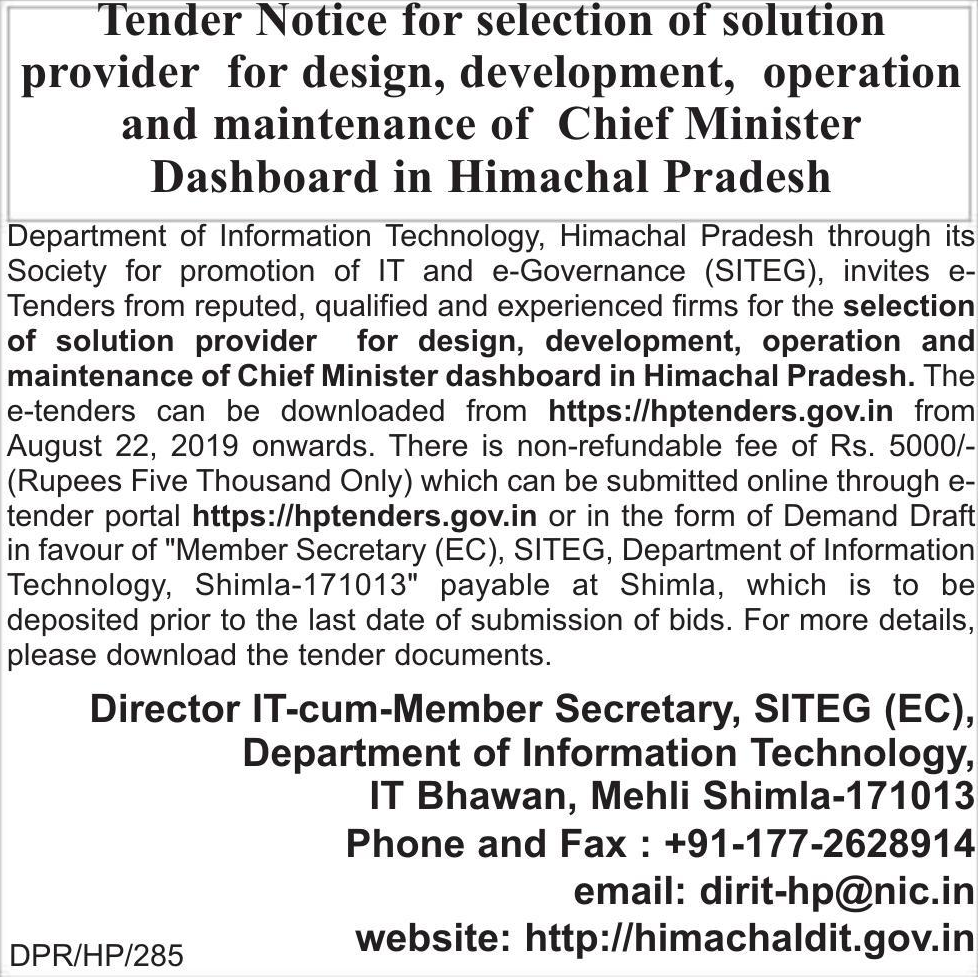 Tender Notice for selection of solution
provider for design, development, operation
and maintenance of Chief Minister
Dashboard in Himachal Pradesh
Department of Information Technology, Himachal Pradesh through its
Society for promotion of IT and e-Governance (SITEG), invites e-
Tenders from reputed, qualified and experienced firms for the selection
of solution provider for design, development, operation and
maintenance of Chief Minister dashboard in Himachal Pradesh. The
e-tenders can be downloaded from https://hptenders.gov.in from
August 22, 2019 onwards. There is non-refundable fee of Rs. 5000/-
(Rupees Five Thousand Only) which can be submitted online through e-
tender portal https://hptenders.gov.in or in the form of Demand Draft
in favour of "Member Secretary (EC), SITEG, Department of Information
Technology, Shimla-171013" payable at Shimla, which is to be
deposited prior to the last date of submission of bids. For more details,
please download the tender documents.
Director IT-cum-Member Secretary, SITEG (EC),
Department of Information Technology,
IT Bhawan, Mehli Shimla-171013
Phone and Fax : +91-177-2628914
email: dirit-hp@nic.in
website: http://himachaldit.gov.in
DPR/HP/285